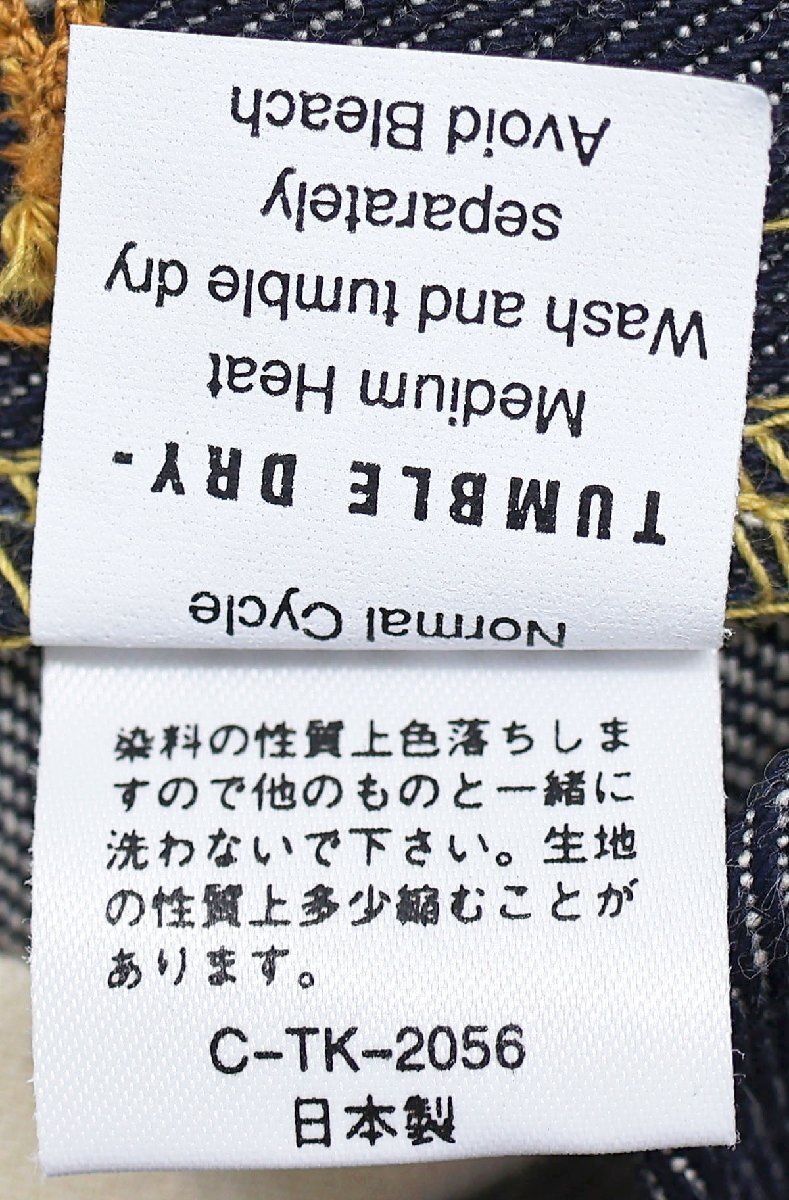 Normal Cycle
TUMBLE DRY-
Medium Heat
Wash and tumble dry
separately
Avoid Bleach
染料の性質上色落ちしま
すので他のものと一緒に
洗わないで下さい。生地
の性質上多少縮むことが
あります。
C-TK-2056
日本製